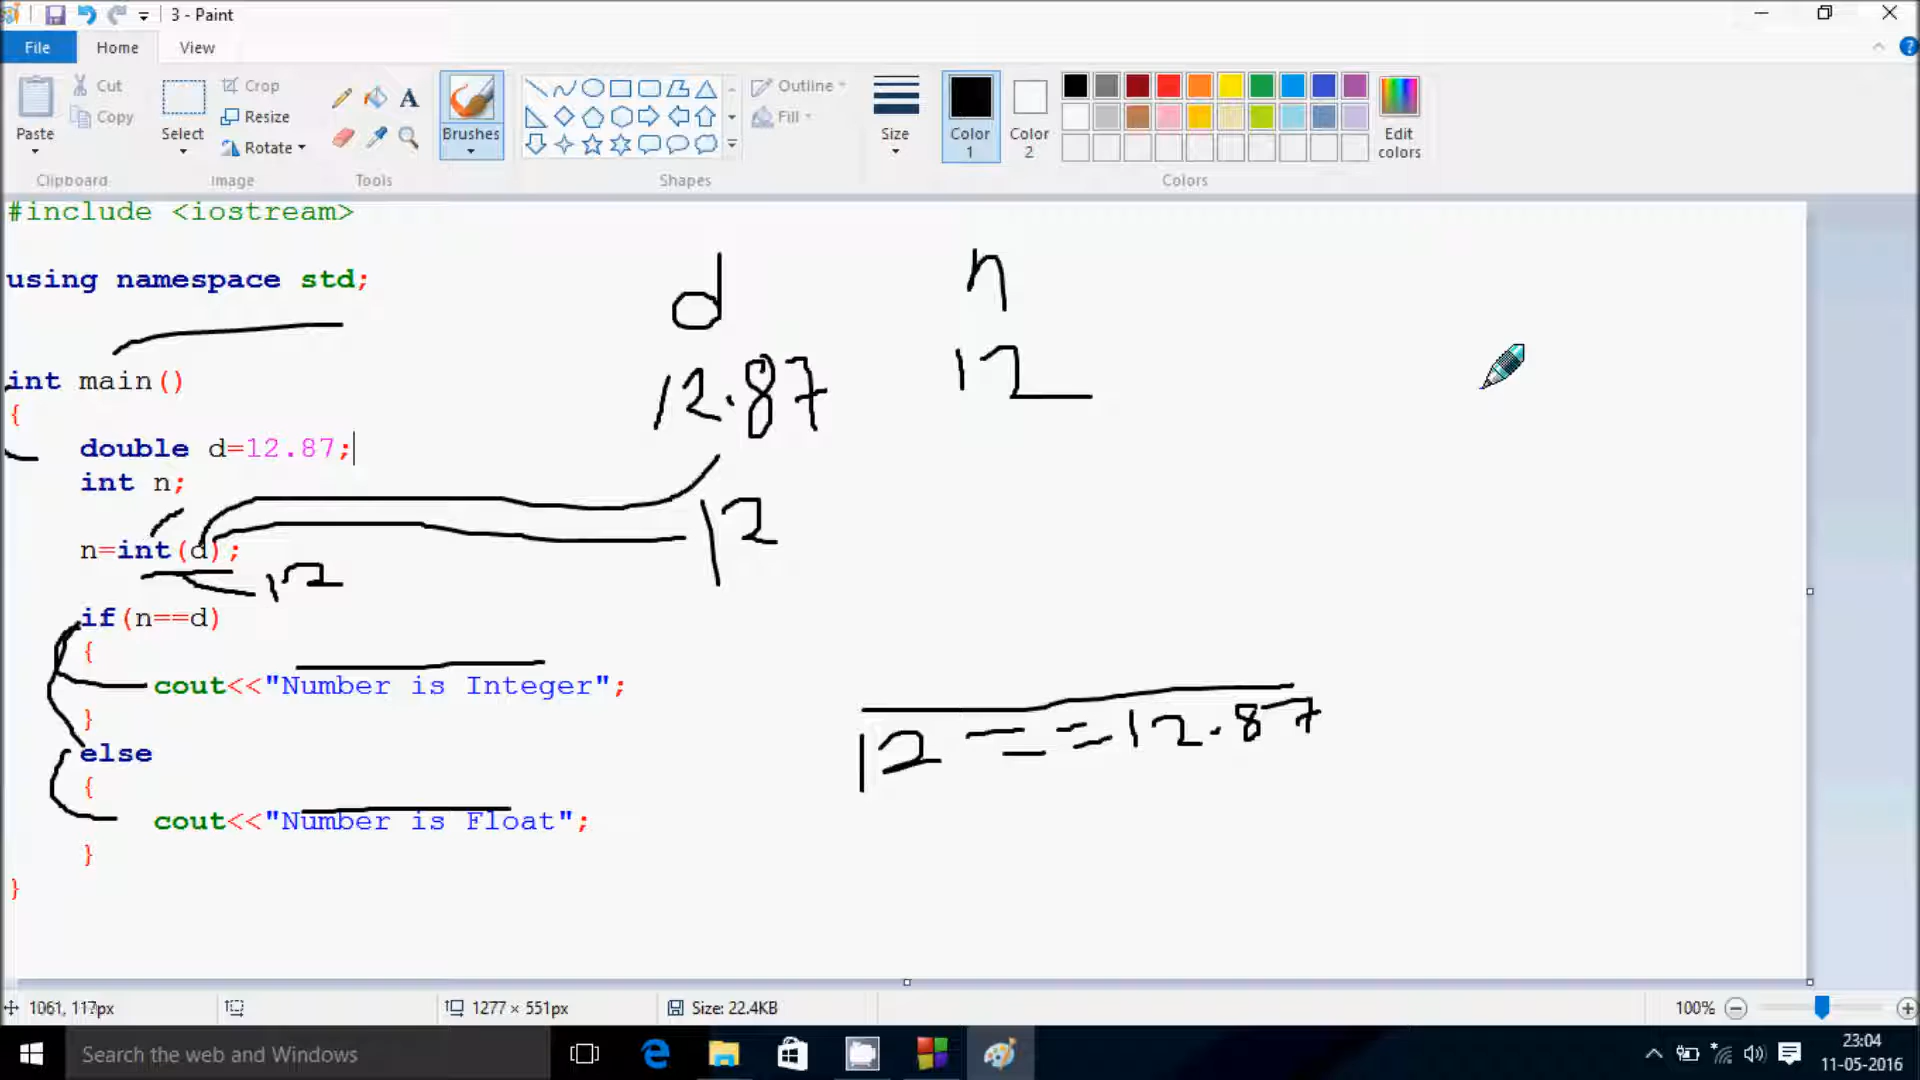 3 - Paint
File Home View
Paste Cut Copy Select Crop Resize Rotate A Brushes Outline Fill Size Color 1 Color 2 Edit colors
Clipboard Image Tools Shapes Colors
#include <iostream>
using namespace std;
int main()
{
double d=12.87;
int n;
n=int(d);
if(n==d)
{
cout<<"Number is Integer";
}
else
{
cout<<"Number is Float";
}
}
d n
12.87 12
12
12
12 == 12.87
1061, 117px 1277 × 551px Size: 22.4KB 100%
Search the web and Windows 23:04
11-05-2016